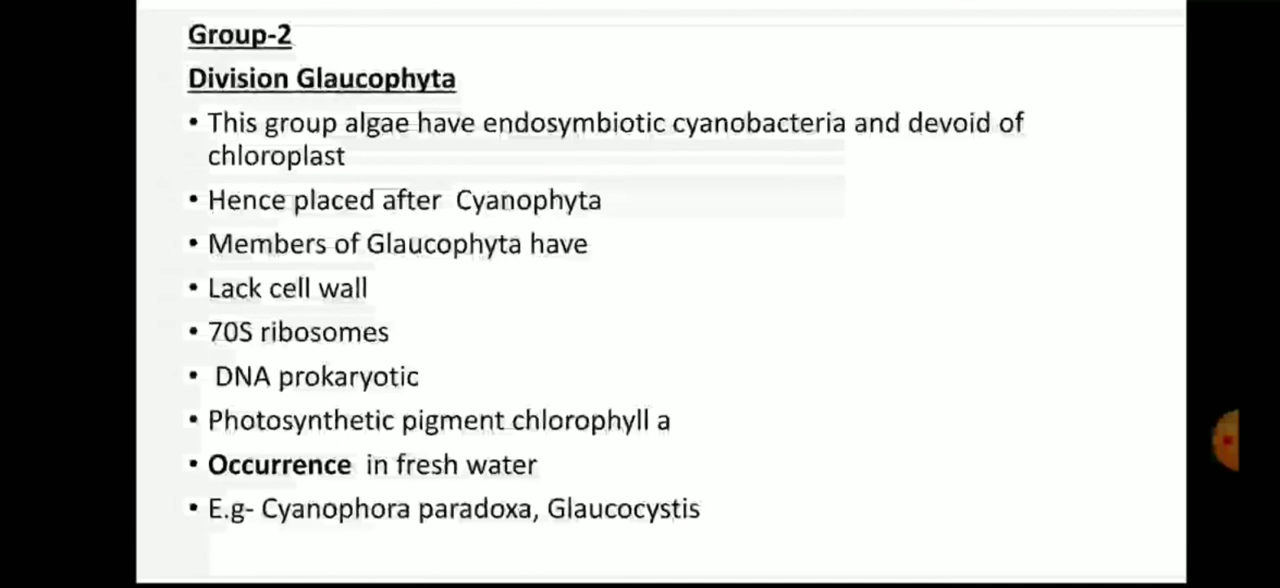 Group-2
Division Glaucophyta
• This group algae have endosymbiotic cyanobacteria and devoid of
chloroplast
• Hence placed after Cyanophyta
• Members of Glaucophyta have
• Lack cell wall
• 70S ribosomes
• DNA prokaryotic
• Photosynthetic pigment chlorophyll a
• Occurrence in fresh water
• E.g- Cyanophora paradoxa, Glaucocystis